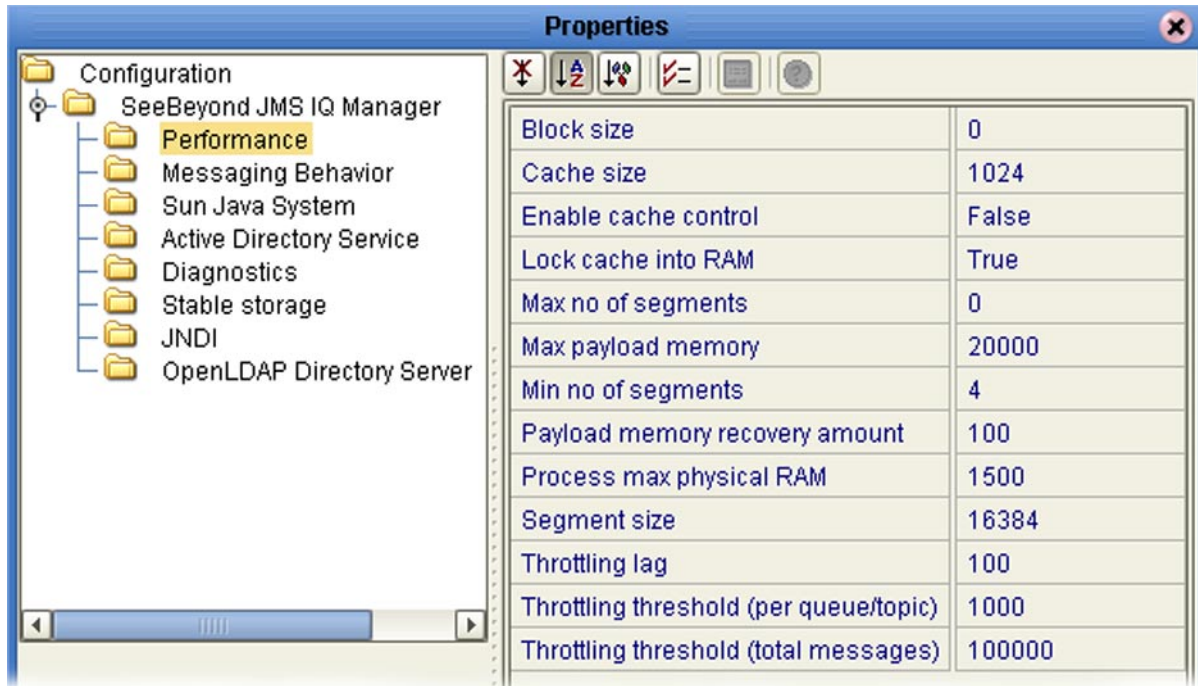 Properties
Configuration
SeeBeyond JMS IQ Manager
Performance
Messaging Behavior
Sun Java System
Active Directory Service
Diagnostics
Stable storage
JNDI
OpenLDAP Directory Server
Block size 0
Cache size 1024
Enable cache control False
Lock cache into RAM True
Max no of segments 0
Max payload memory 20000
Min no of segments 4
Payload memory recovery amount 100
Process max physical RAM 1500
Segment size 16384
Throttling lag 100
Throttling threshold (per queue/topic) 1000
Throttling threshold (total messages) 100000